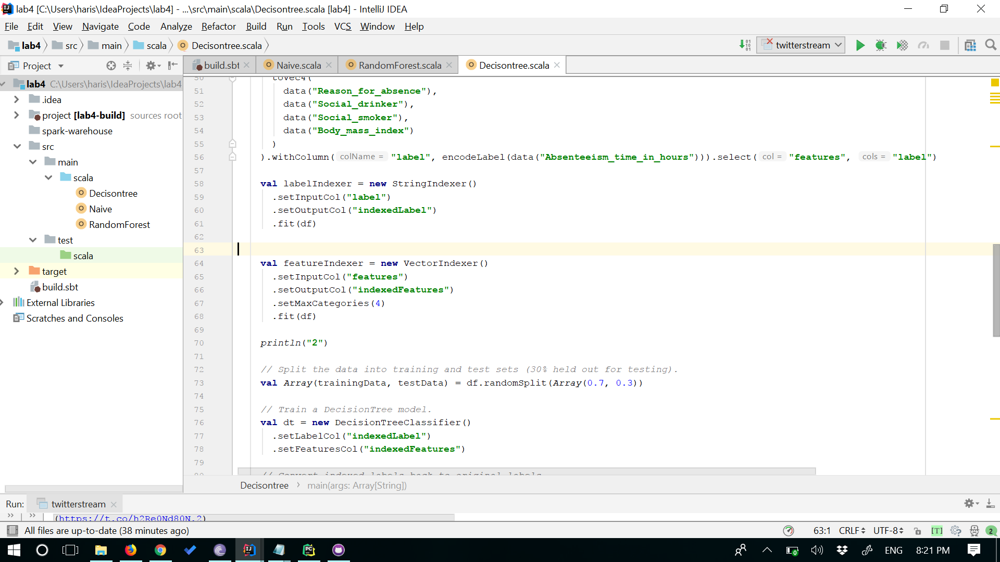 lab4 [C:\Users\haris\IdeaProjects\lab4] - ...\src\main\scala\Decisontree.scala [lab4] - IntelliJ IDEA
File Edit View Navigate Code Analyze Refactor Build Run Tools VCS Window Help
lab4 src main scala Decisontree.scala twitterstream
Project build.sbt Naive.scala RandomForest.scala Decisontree.scala
lab4 C:\Users\haris\IdeaProjects\lab4
.idea
project [lab4-build] sources root
spark-warehouse
src
main
scala
Decisontree
Naive
RandomForest
test
scala
target
build.sbt
External Libraries
Scratches and Consoles
50 toVec4(
51 data("Reason_for_absence"),
52 data("Social_drinker"),
53 data("Social_smoker"),
54 data("Body_mass_index")
55 )
56 ).withColumn( colName = "label", encodeLabel(data("Absenteeism_time_in_hours"))).select( col = "features", cols = "label")
57
58 val labelIndexer = new StringIndexer()
59 .setInputCol("label")
60 .setOutputCol("indexedLabel")
61 .fit(df)
62
63
64 val featureIndexer = new VectorIndexer()
65 .setInputCol("features")
66 .setOutputCol("indexedFeatures")
67 .setMaxCategories(4)
68 .fit(df)
69
70 println("2")
71
72 // Split the data into training and test sets (30% held out for testing).
73 val Array(trainingData, testData) = df.randomSplit(Array(0.7, 0.3))
74
75 // Train a DecisionTree model.
76 val dt = new DecisionTreeClassifier()
77 .setLabelCol("indexedLabel")
78 .setFeaturesCol("indexedFeatures")
79
80 // Convert indexed labels back to original labels.
Decisontree main(args: Array[String])
Run: twitterstream
(https://t.co/h2Re0Nd80N,2)
All files are up-to-date (38 minutes ago) 63:1 CRLF UTF-8 [T] 2
ENG 8:21 PM